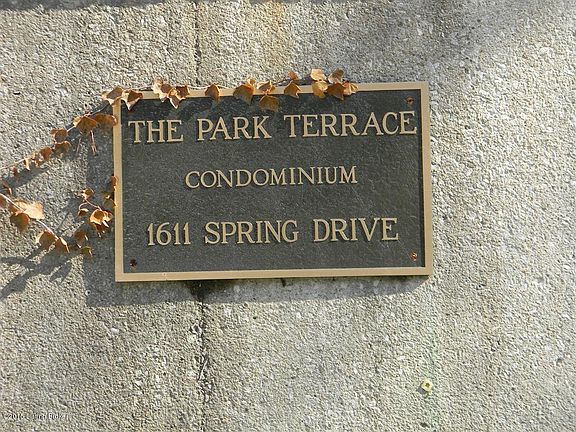 THE PARK TERRACE
CONDOMINIUM
1611 SPRING DRIVE